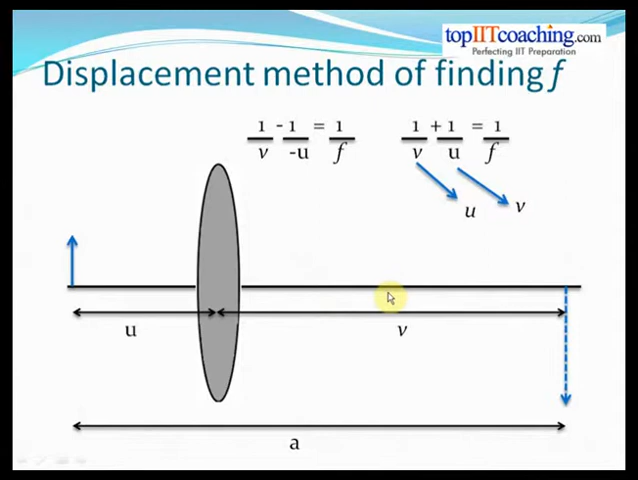 topIITcoaching.com
Perfecting IIT Preparation
Displacement method of finding f
1 - 1 = 1
v -u f
1 + 1 = 1
v u f
u v
u v
a